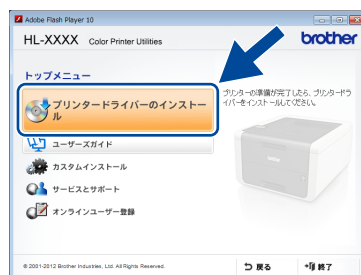 Adobe Flash Player 10
HL-XXXX Color Printer Utilities
brother
トップメニュー
プリンタードライバーのインストー
ル
プリンターの準備が完了したら、プリンタードラ
イバーをインストールしてください。
ユーザーズガイド
カスタムインストール
サービスとサポート
オンラインユーザー登録
© 2001-2012 Brother Industries, Ltd. All Rights Reserved.
戻る
終了